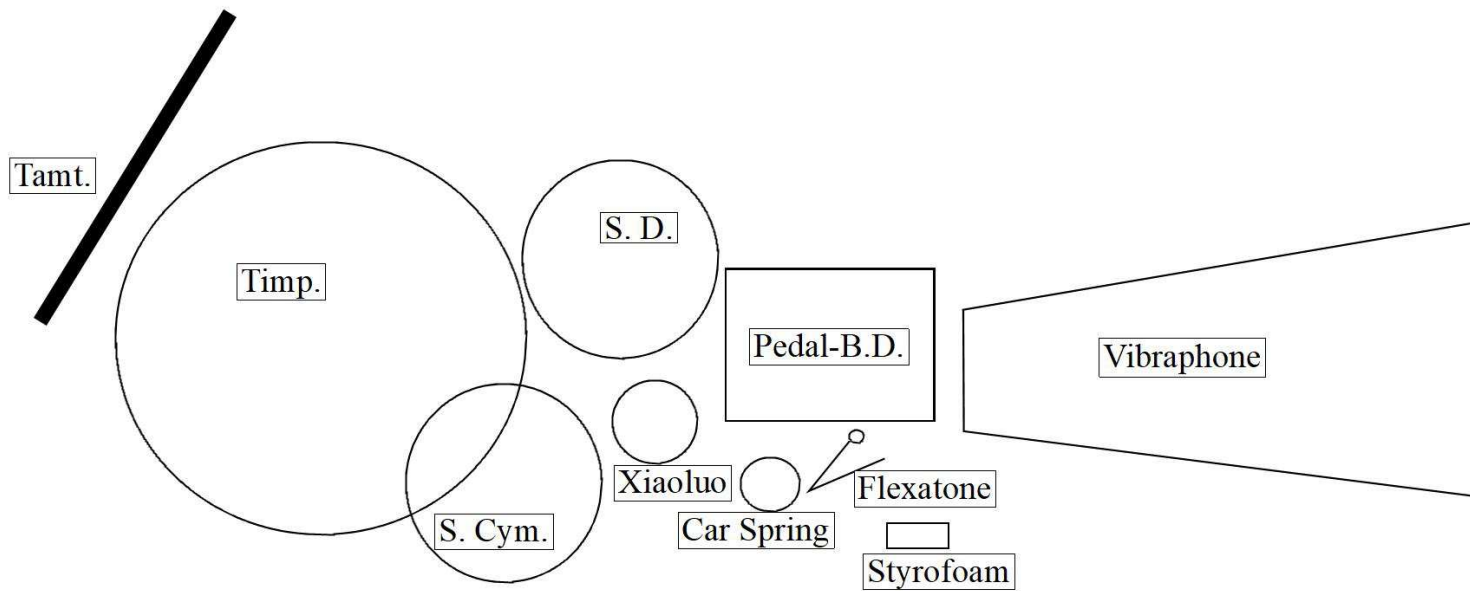 Tamt.
Timp.
S. D.
Pedal-B.D.
Vibraphone
Xiaoluo
Flexatone
S. Cym.
Car Spring
Styrofoam